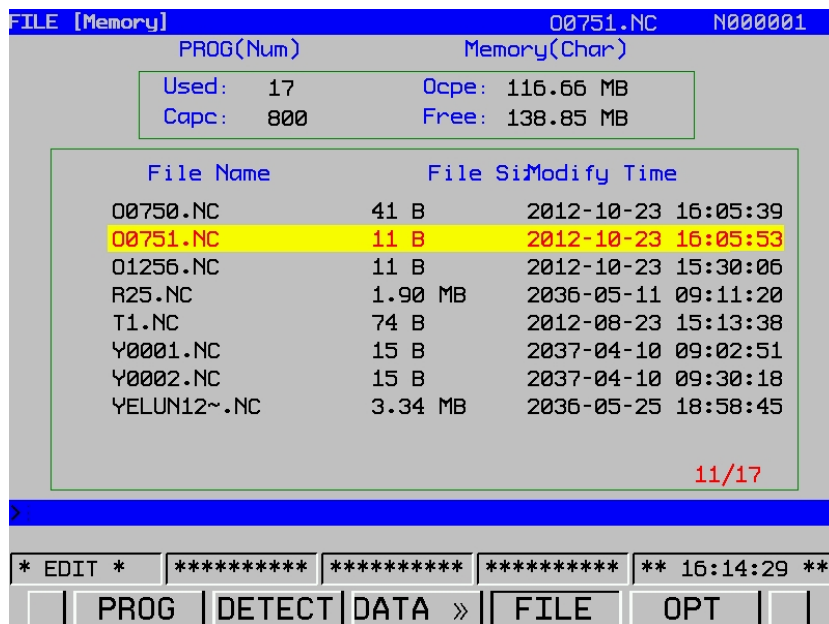 FILE [Memory] O0751.NC N000001
PROG(Num) Memory(Char)
Used: 17 Ocpe: 116.66 MB
Capc: 800 Free: 138.85 MB
File Name File Si Modify Time
O0750.NC 41 B 2012-10-23 16:05:39
O0751.NC 11 B 2012-10-23 16:05:53
O1256.NC 11 B 2012-10-23 15:30:06
R25.NC 1.90 MB 2036-05-11 09:11:20
T1.NC 74 B 2012-08-23 15:13:38
Y0001.NC 15 B 2037-04-10 09:02:51
Y0002.NC 15 B 2037-04-10 09:30:18
YELUN12~.NC 3.34 MB 2036-05-25 18:58:45
11/17
>
* EDIT * ********** ********** ********** ** 16:14:29 **
PROG DETECT DATA » FILE OPT